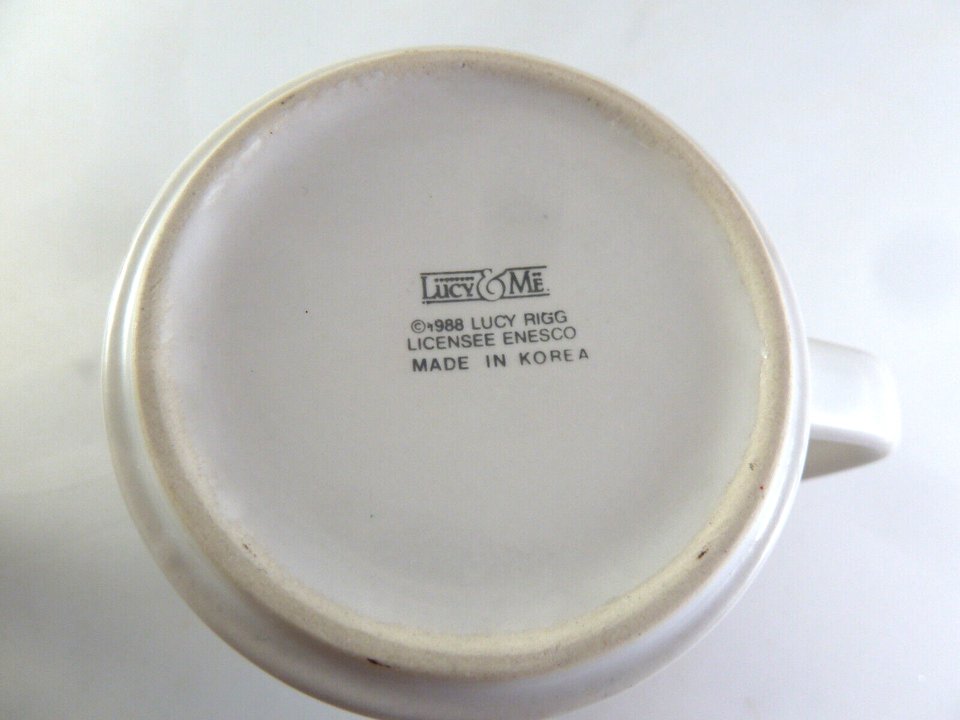 LUCY & ME
©1988 LUCY RIGG
LICENSEE ENESCO
MADE IN KOREA